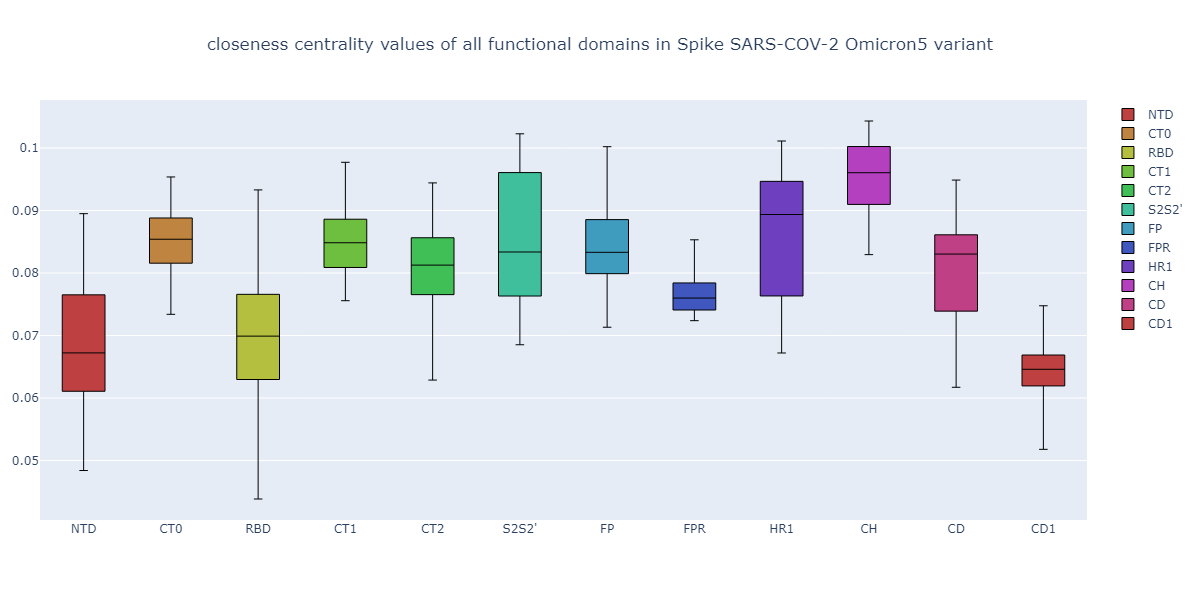 closeness centrality values of all functional domains in Spike SARS-COV-2 Omicron5 variant
0.1
0.09
0.08
0.07
0.06
0.05
NTD CT0 RBD CT1 CT2 S2S2' FP FPR HR1 CH CD CD1
NTD
CT0
RBD
CT1
CT2
S2S2'
FP
FPR
HR1
CH
CD
CD1